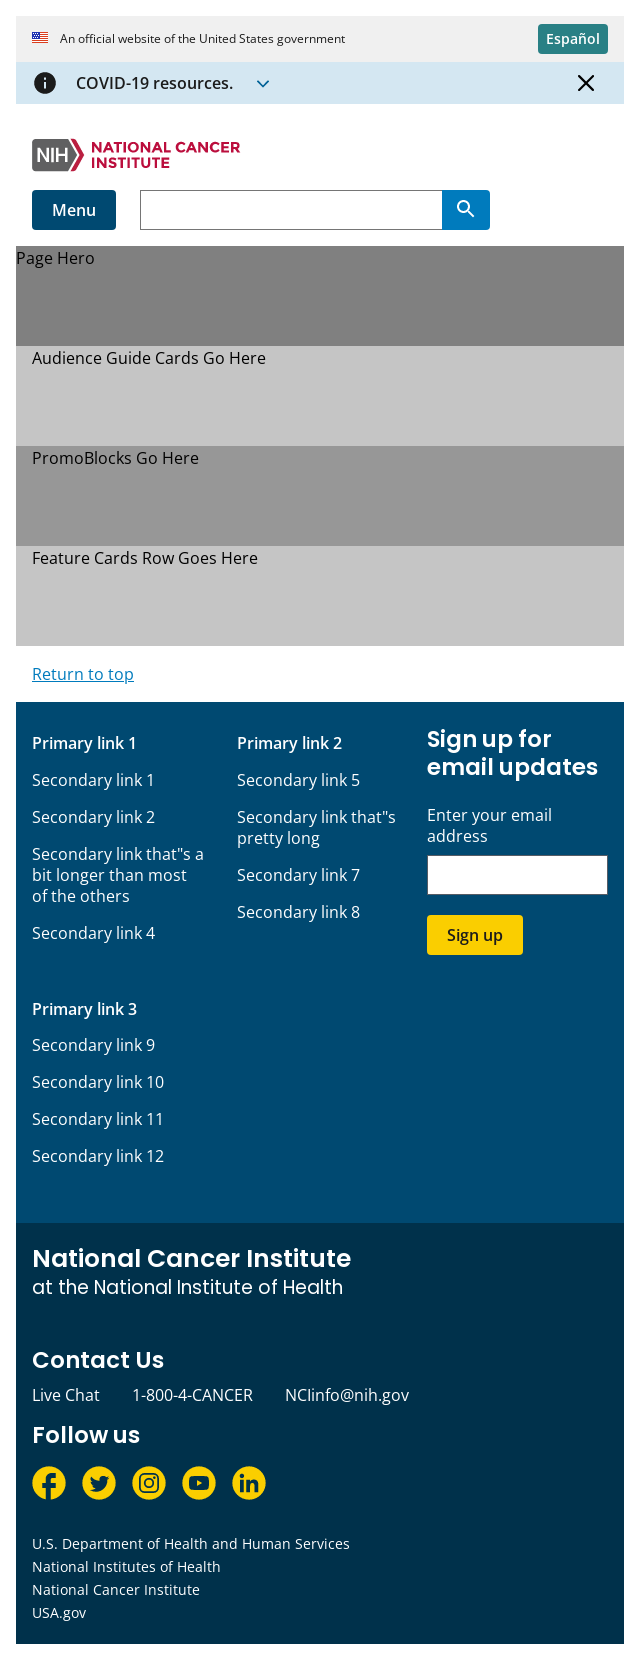 An official website of the United States government
Español
COVID-19 resources.
NIH NATIONAL CANCER
INSTITUTE
Menu
Page Hero
Audience Guide Cards Go Here
PromoBlocks Go Here
Feature Cards Row Goes Here
Return to top
Primary link 1
Secondary link 1
Secondary link 2
Secondary link that"s a
bit longer than most
of the others
Secondary link 4
Primary link 2
Secondary link 5
Secondary link that"s
pretty long
Secondary link 7
Secondary link 8
Sign up for
email updates
Enter your email
address
Sign up
Primary link 3
Secondary link 9
Secondary link 10
Secondary link 11
Secondary link 12
National Cancer Institute
at the National Institute of Health
Contact Us
Live Chat
1-800-4-CANCER
NCIinfo@nih.gov
Follow us
U.S. Department of Health and Human Services
National Institutes of Health
National Cancer Institute
USA.gov